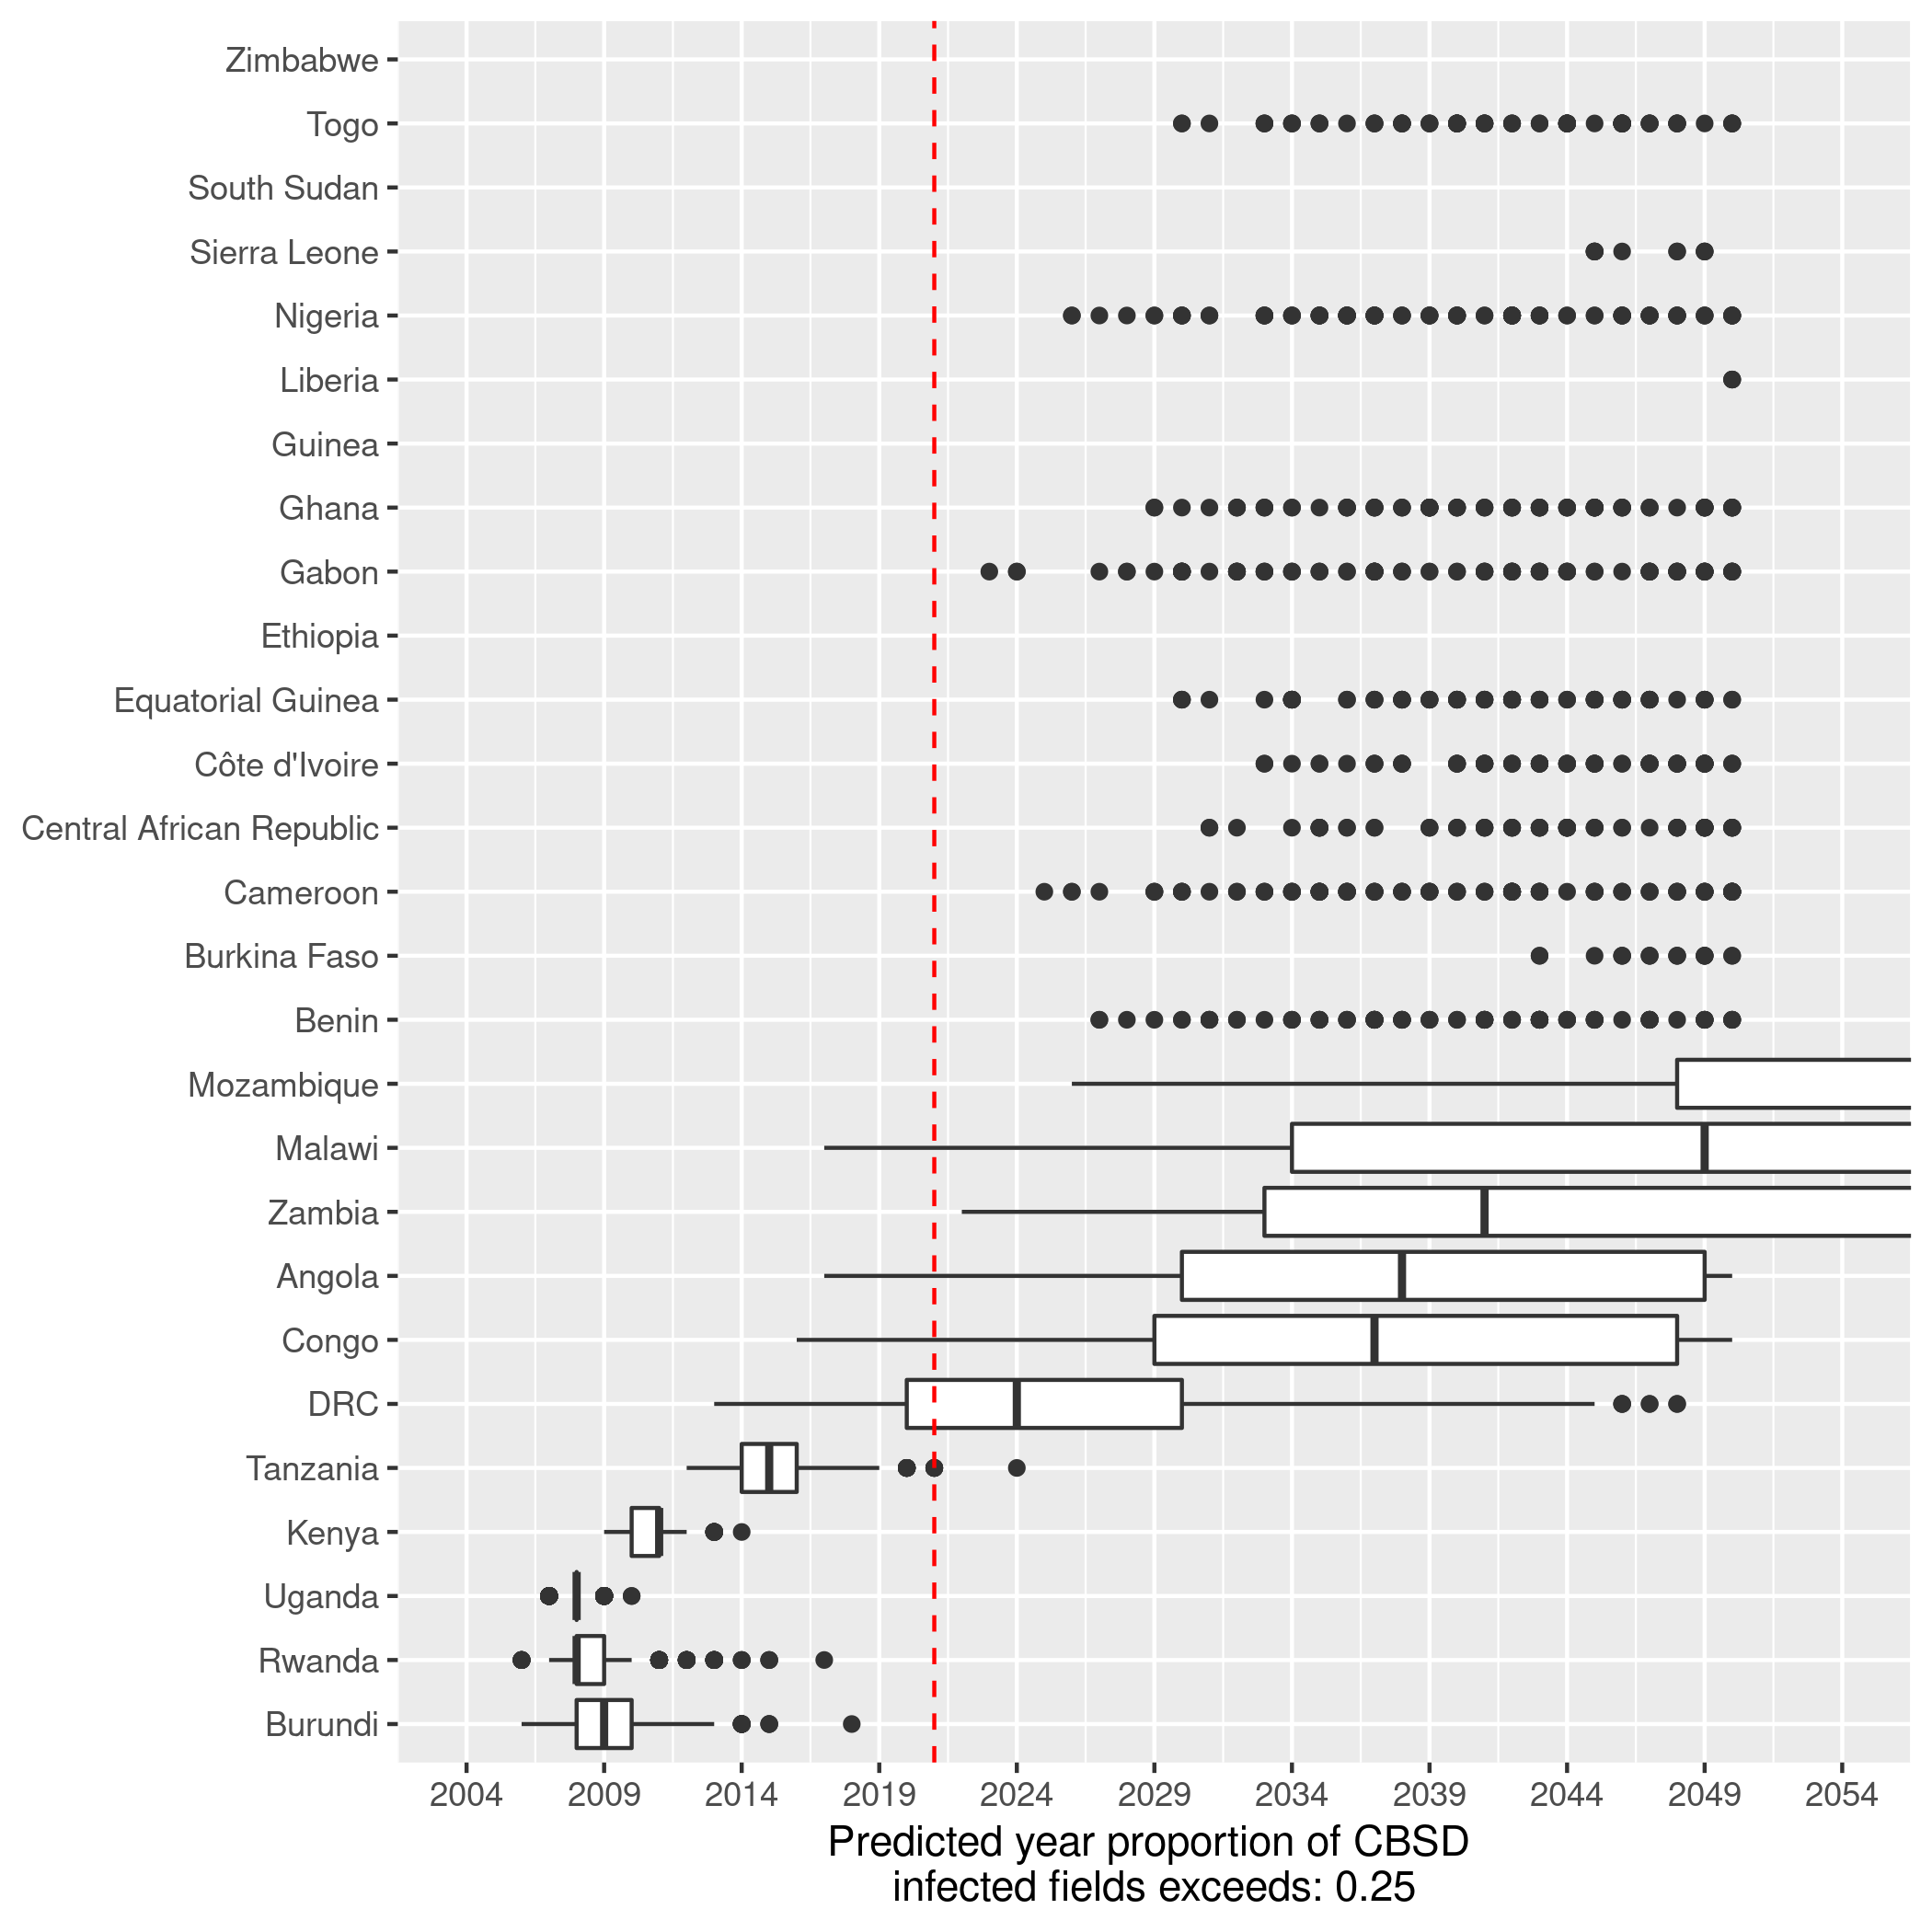 Zimbabwe
Togo
South Sudan
Sierra Leone
Nigeria
Liberia
Guinea
Ghana
Gabon
Ethiopia
Equatorial Guinea
Côte d'Ivoire
Central African Republic
Cameroon
Burkina Faso
Benin
Mozambique
Malawi
Zambia
Angola
Congo
DRC
Tanzania
Kenya
Uganda
Rwanda
Burundi
2004 2009 2014 2019 2024 2029 2034 2039 2044 2049 2054
Predicted year proportion of CBSD
infected fields exceeds: 0.25